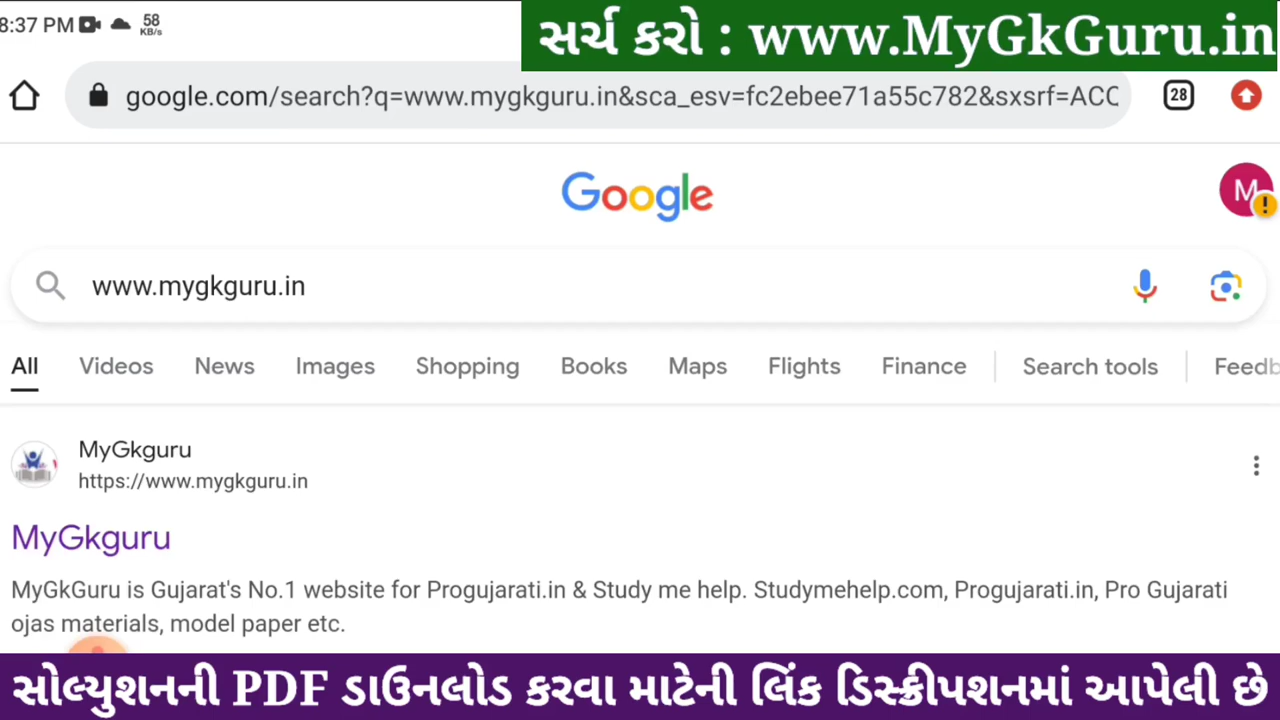 8:37 PM 58 KB/s
સર્ચ કરો : www.MyGkGuru.in
google.com/search?q=www.mygkguru.in&sca_esv=fc2ebee71a55c782&sxsrf=ACC
28
Google
M
www.mygkguru.in
All Videos News Images Shopping Books Maps Flights Finance Search tools Feedb
MyGkguru
https://www.mygkguru.in
MyGkguru
MyGkGuru is Gujarat's No.1 website for Progujarati.in & Study me help. Studymehelp.com, Progujarati.in, Pro Gujarati
ojas materials, model paper etc.
સોલ્યુશનની PDF ડાઉનલોડ કરવા માટેની લિંક ડિસ્ક્રીપશનમાં આપેલી છે